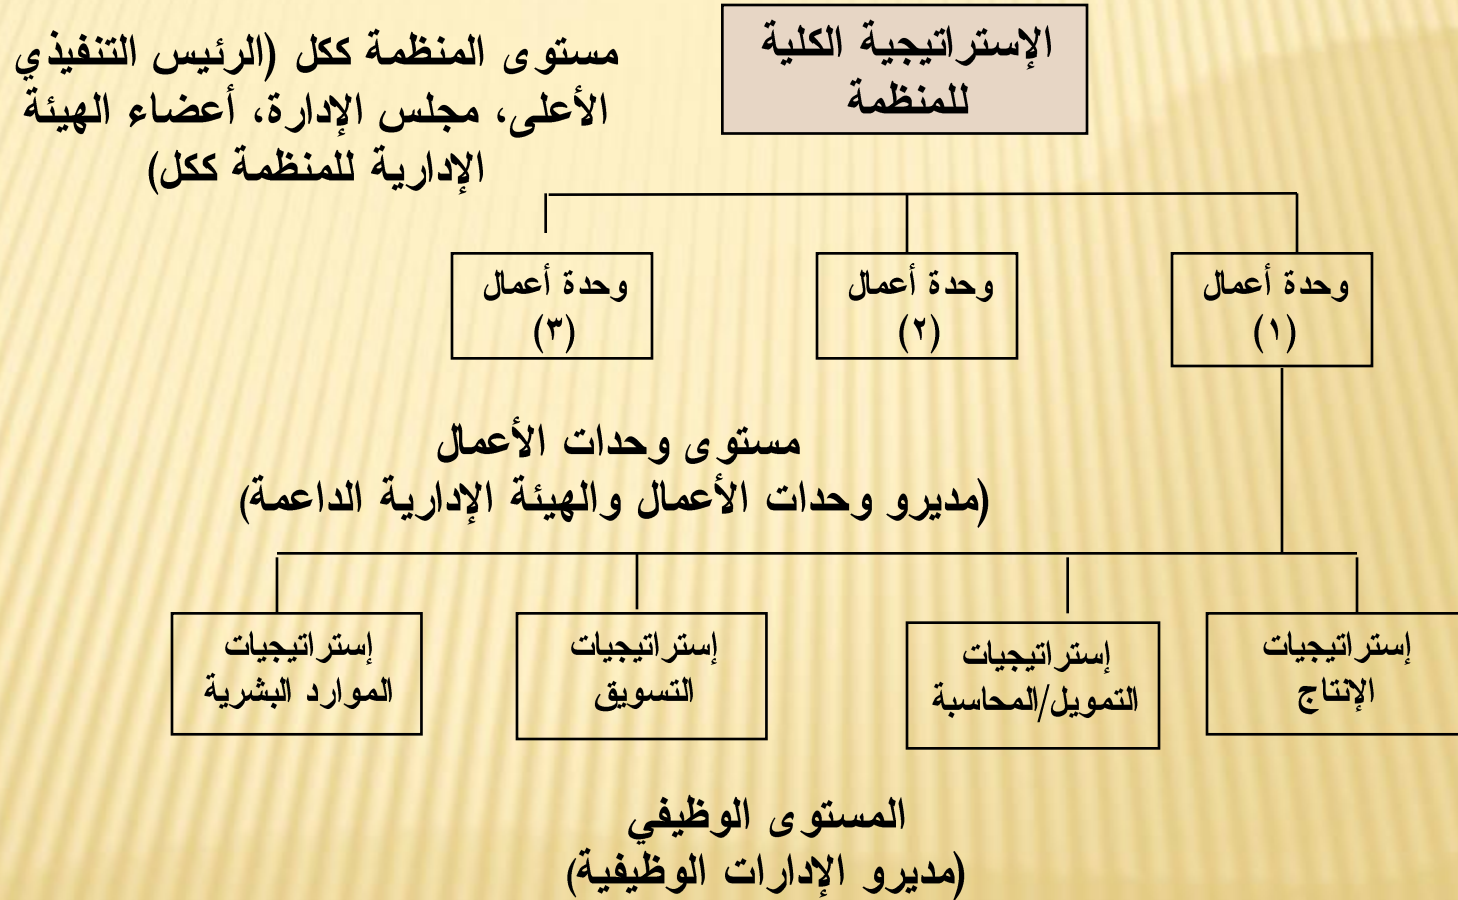 الإستراتيجية الكلية
للمنظمة
مستوى المنظمة ككل (الرئيس التنفيذي
الأعلى، مجلس الإدارة، أعضاء الهيئة
الإدارية للمنظمة ككل)
وحدة أعمال
(١)
وحدة أعمال
(٢)
وحدة أعمال
(٣)
مستوى وحدات الأعمال
(مديرو وحدات الأعمال والهيئة الإدارية الداعمة)
إستراتيجيات
الإنتاج
إستراتيجيات
التمويل/المحاسبة
إستراتيجيات
التسويق
إستراتيجيات
الموارد البشرية
المستوى الوظيفي
(مديرو الإدارات الوظيفية)